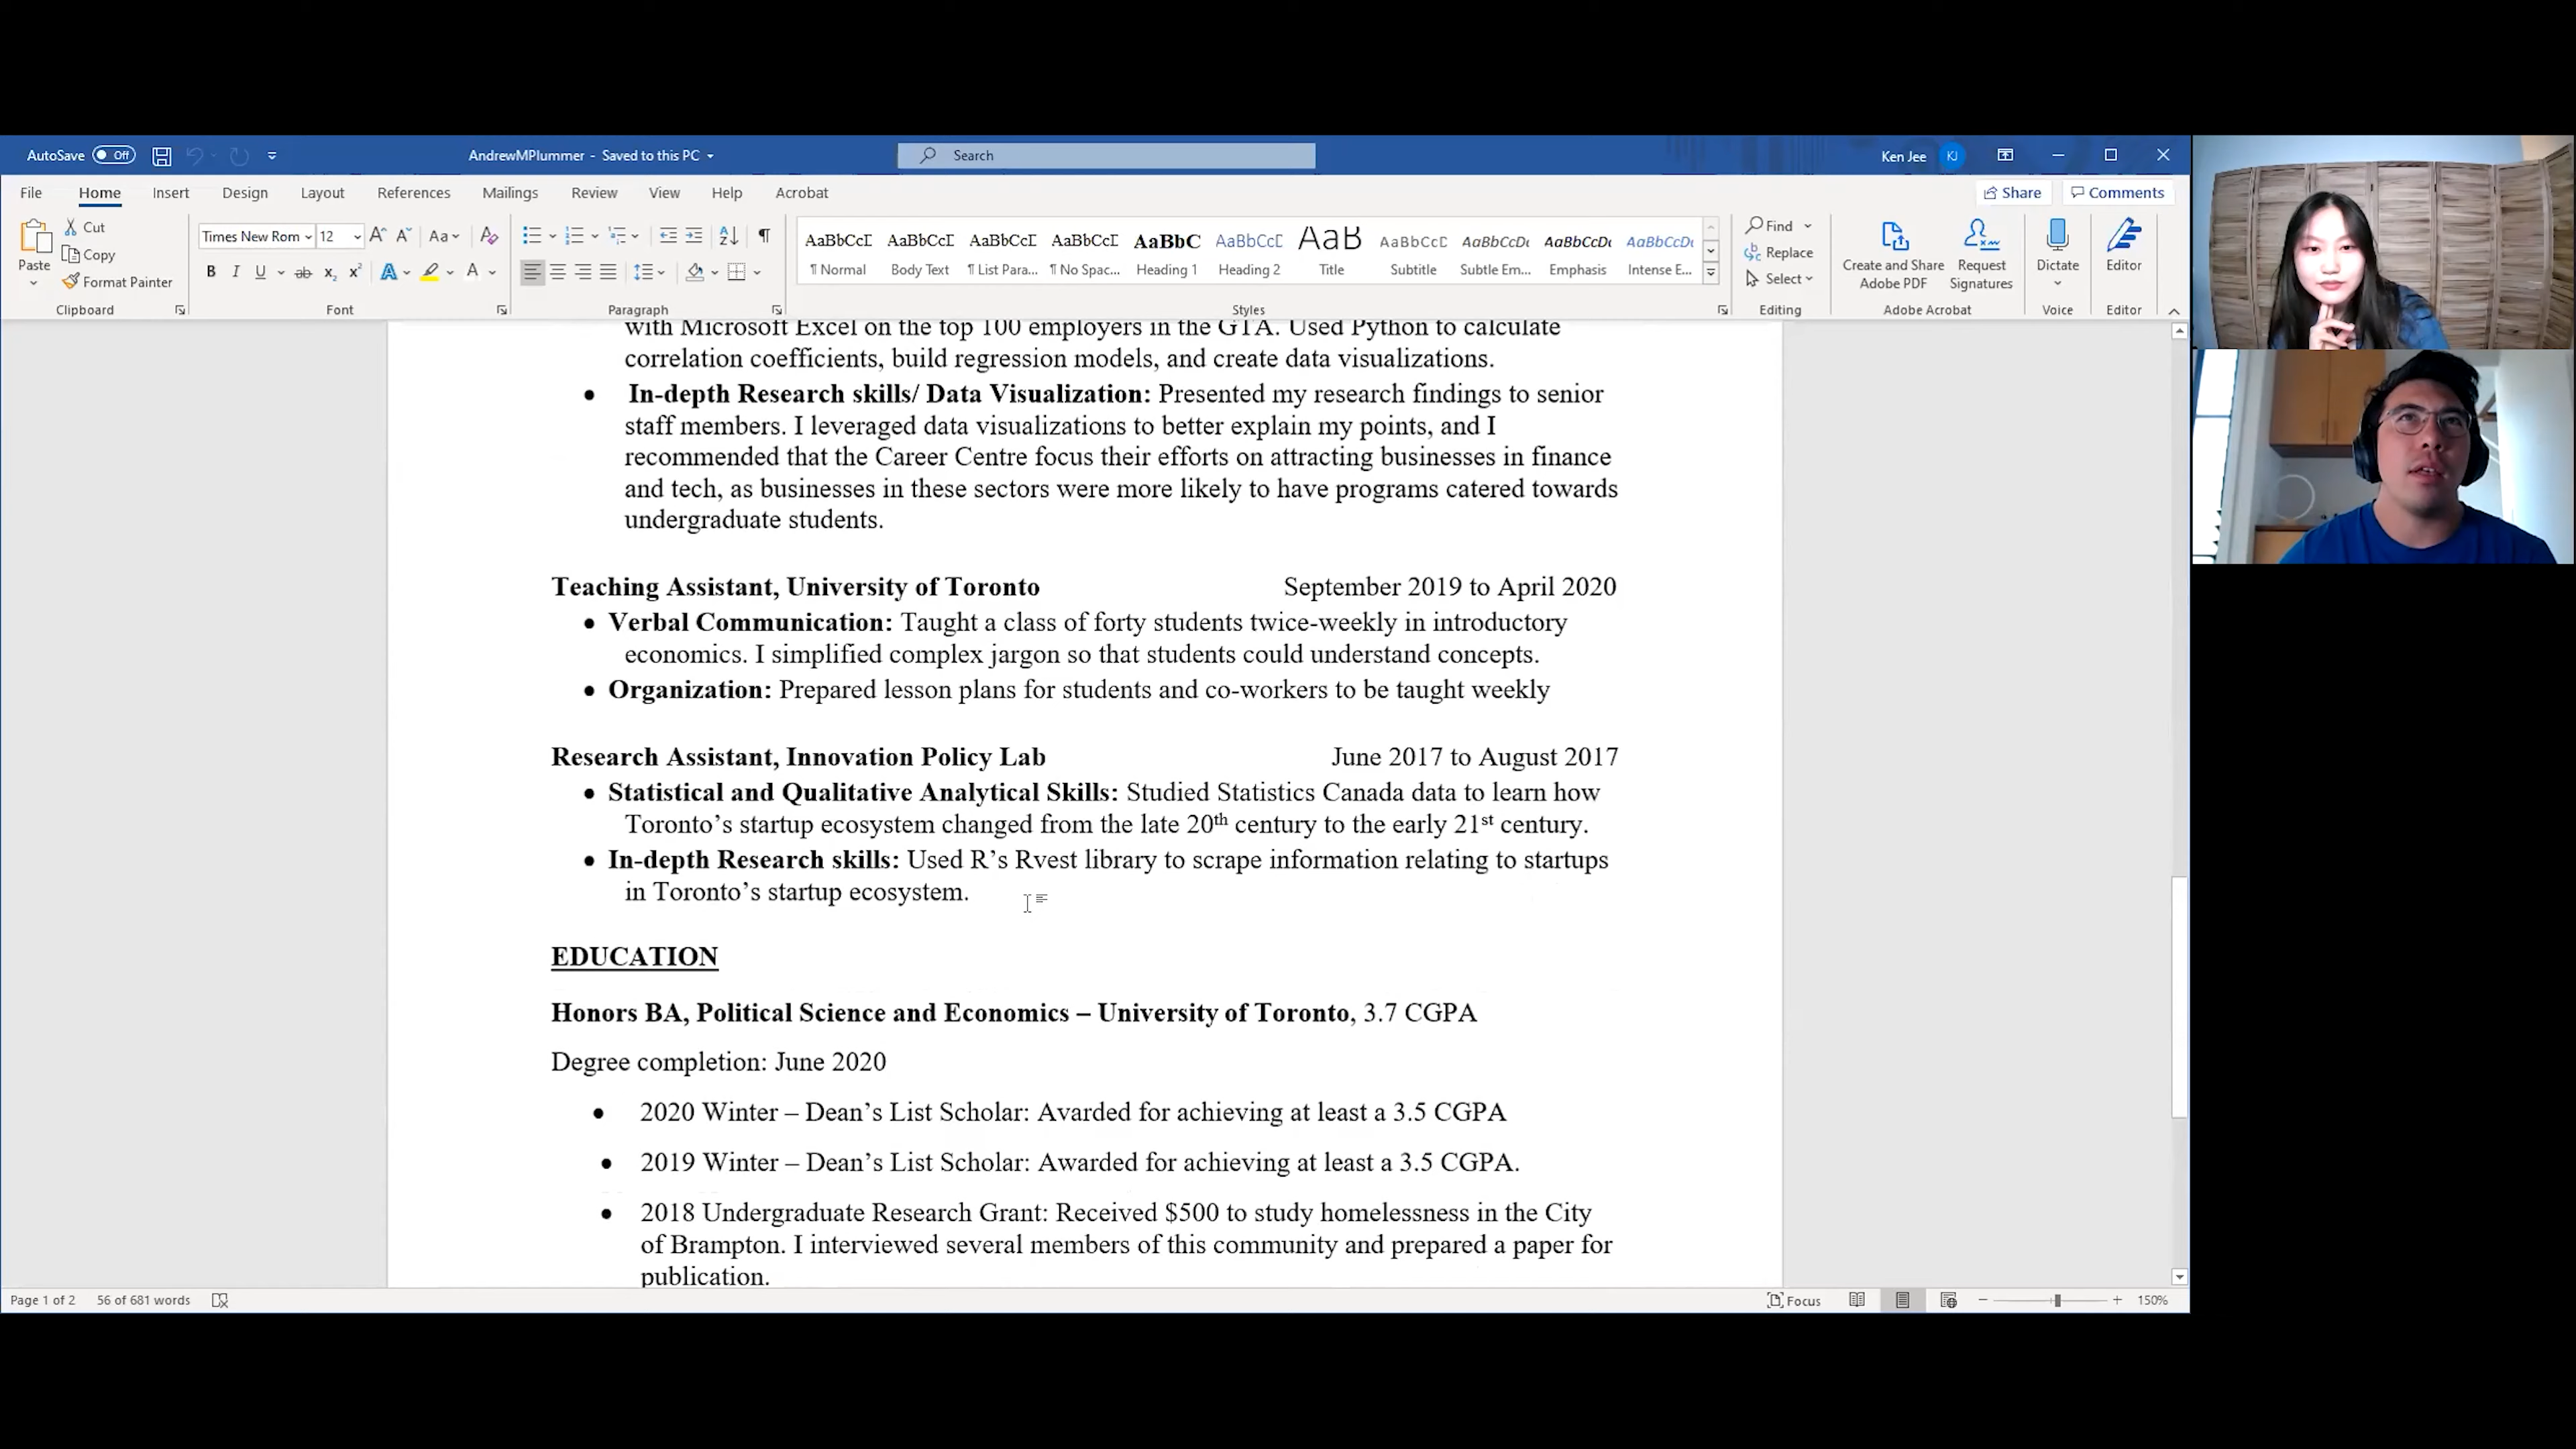 AutoSave Off AndrewMPlummer - Saved to this PC Search Ken Jee KJ
File Home Insert Design Layout References Mailings Review View Help Acrobat Share Comments
Paste
Cut
Copy
Format Painter
Clipboard
Times New Rom 12
Font
Paragraph
AaBbCcD AaBbCcD AaBbCcD AaBbCcD AaBbC AaBbCcD AaB AaBbCcD AaBbCcDt AaBbCcDt AaBbCcDt
¶ Normal Body Text ¶ List Para... ¶ No Spac... Heading 1 Heading 2 Title Subtitle Subtle Em... Emphasis Intense E...
Styles
Find
Replace
Select
Editing
Create and Share
Adobe PDF
Request
Signatures
Adobe Acrobat
Dictate
Voice
Editor
Editor
with Microsoft Excel on the top 100 employers in the GTA. Used Python to calculate
correlation coefficients, build regression models, and create data visualizations.
• In-depth Research skills/ Data Visualization: Presented my research findings to senior
staff members. I leveraged data visualizations to better explain my points, and I
recommended that the Career Centre focus their efforts on attracting businesses in finance
and tech, as businesses in these sectors were more likely to have programs catered towards
undergraduate students.
Teaching Assistant, University of Toronto September 2019 to April 2020
• Verbal Communication: Taught a class of forty students twice-weekly in introductory
economics. I simplified complex jargon so that students could understand concepts.
• Organization: Prepared lesson plans for students and co-workers to be taught weekly
Research Assistant, Innovation Policy Lab June 2017 to August 2017
• Statistical and Qualitative Analytical Skills: Studied Statistics Canada data to learn how
Toronto's startup ecosystem changed from the late 20th century to the early 21st century.
• In-depth Research skills: Used R's Rvest library to scrape information relating to startups
in Toronto's startup ecosystem.
EDUCATION
Honors BA, Political Science and Economics – University of Toronto, 3.7 CGPA
Degree completion: June 2020
• 2020 Winter – Dean's List Scholar: Avarded for achieving at least a 3.5 CGPA
• 2019 Winter – Dean's List Scholar: Awarded for achieving at least a 3.5 CGPA.
• 2018 Undergraduate Research Grant: Received $500 to study homelessness in the City
of Brampton. I interviewed several members of this community and prepared a paper for
publication.
Page 1 of 2 56 of 681 words Focus 150%